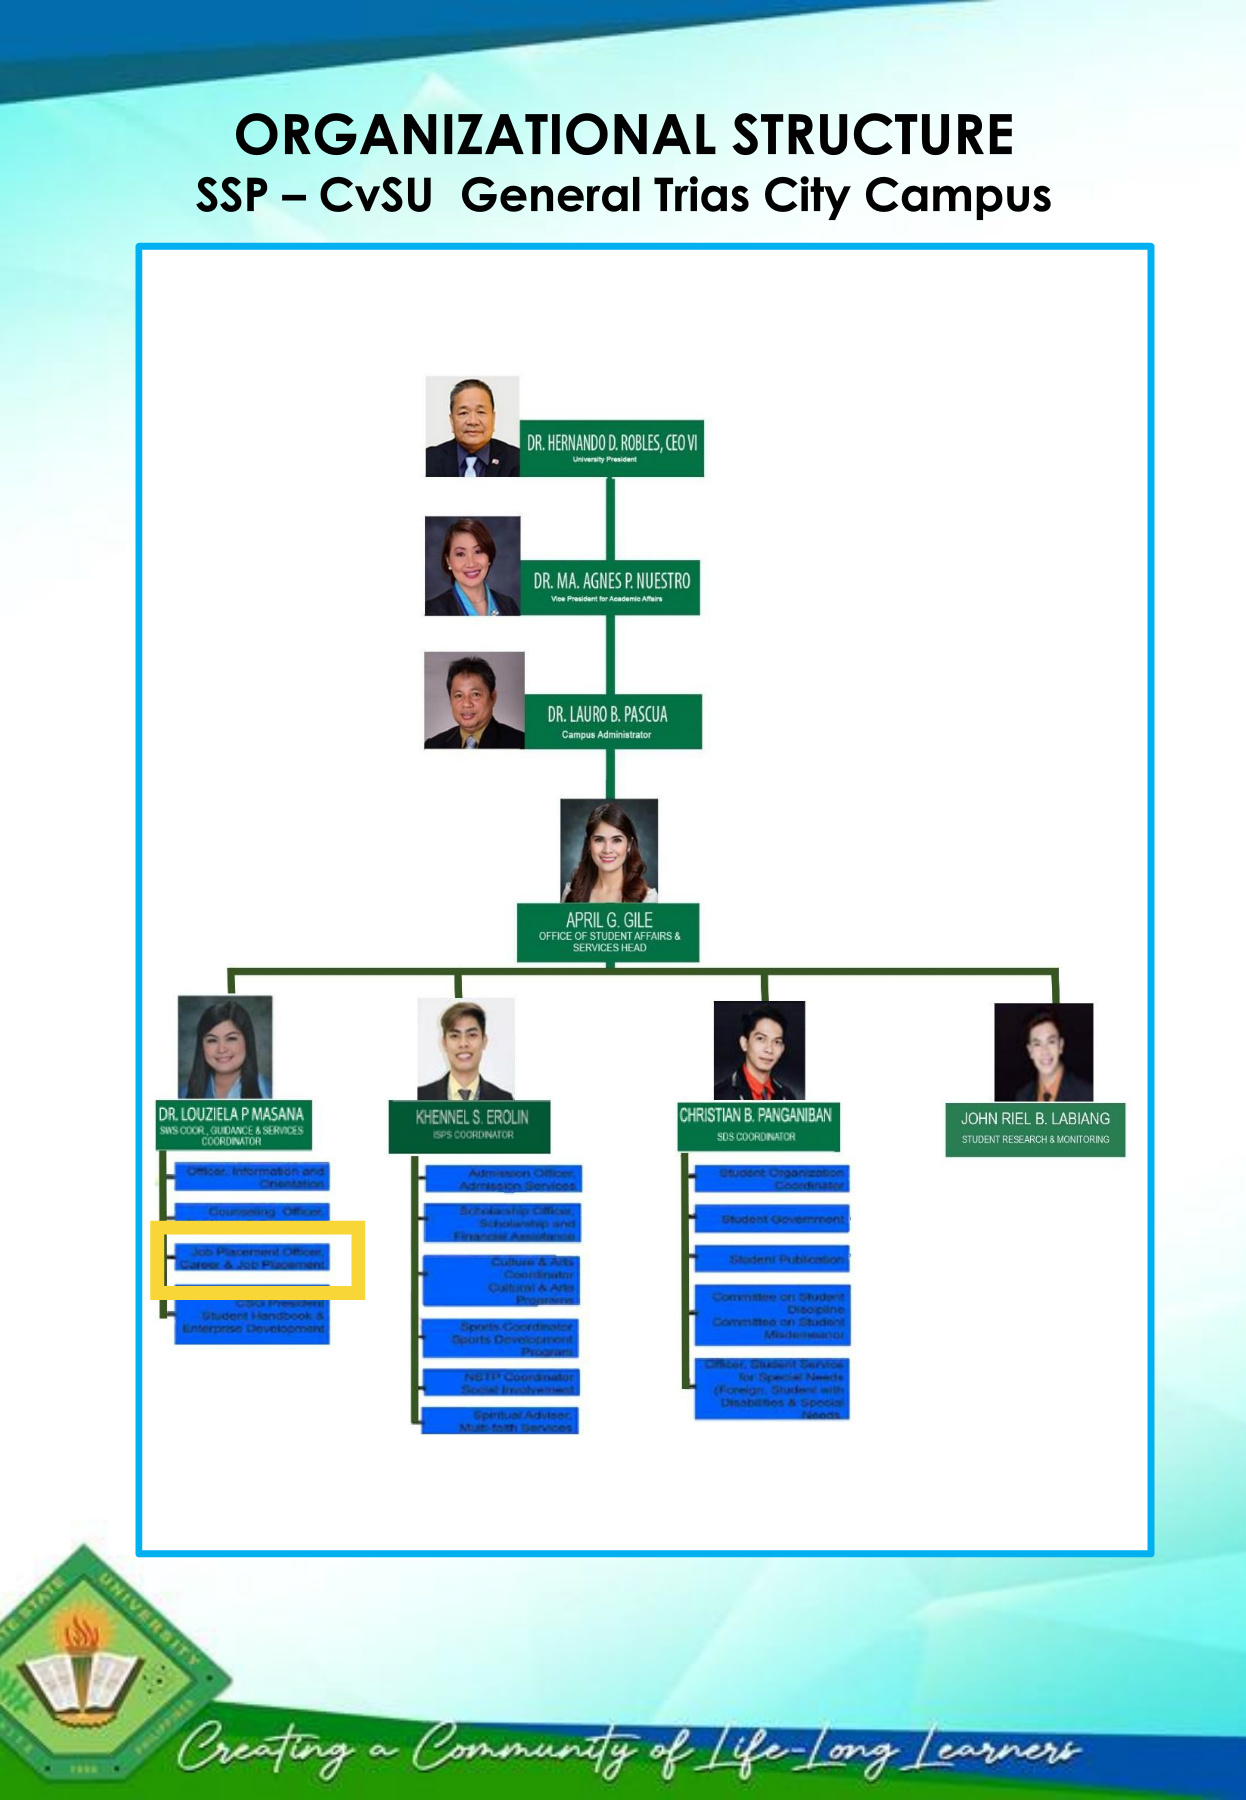 ORGANIZATIONAL STRUCTURE
SSP – CvSU General Trias City Campus
DR. HERNANDO D. ROBLES, CEO VI
University President
DR. MA. AGNES P. NUESTRO
Vice President for Academic Affairs
DR. LAURO B. PASCUA
Campus Administrator
APRIL G. GILE
OFFICE OF STUDENT AFFAIRS &
SERVICES HEAD
DR. LOUZIELA P MASANA
SWS COOR., GUIDANCE & SERVICES
COORDINATOR
Officer, Information and
Orientation
Counseling Officer,
Job Placement Officer,
Career & Job Placement
CSG President
Student Handbook &
Enterprise Development
KHENNEL S. EROLIN
ISPS COORDINATOR
Admission Officer,
Admission Services
Scholarship Officer,
Scholarship and
Financial Assistance
Culture & Arts
Coordinator
Cultural & Arts
Programs
Sports Coordinator
Sports Development
Program
NSTP Coordinator
Social Involvement
Spiritual Adviser,
Multi-faith Services
CHRISTIAN B. PANGANIBAN
SDS COORDINATOR
Student Organization
Coordinator
Student Government
Student Publication
Committee on Student
Discipline
Committee on Student
Misdemeanor
Officer, Student Service
for Special Needs
(Foreign, Student with
Disabilities & Special
Needs
JOHN RIEL B. LABIANG
STUDENT RESEARCH & MONITORING
STATE UNIVERSITY
PHILIPPINES
Creating a Community of Life-Long Learners